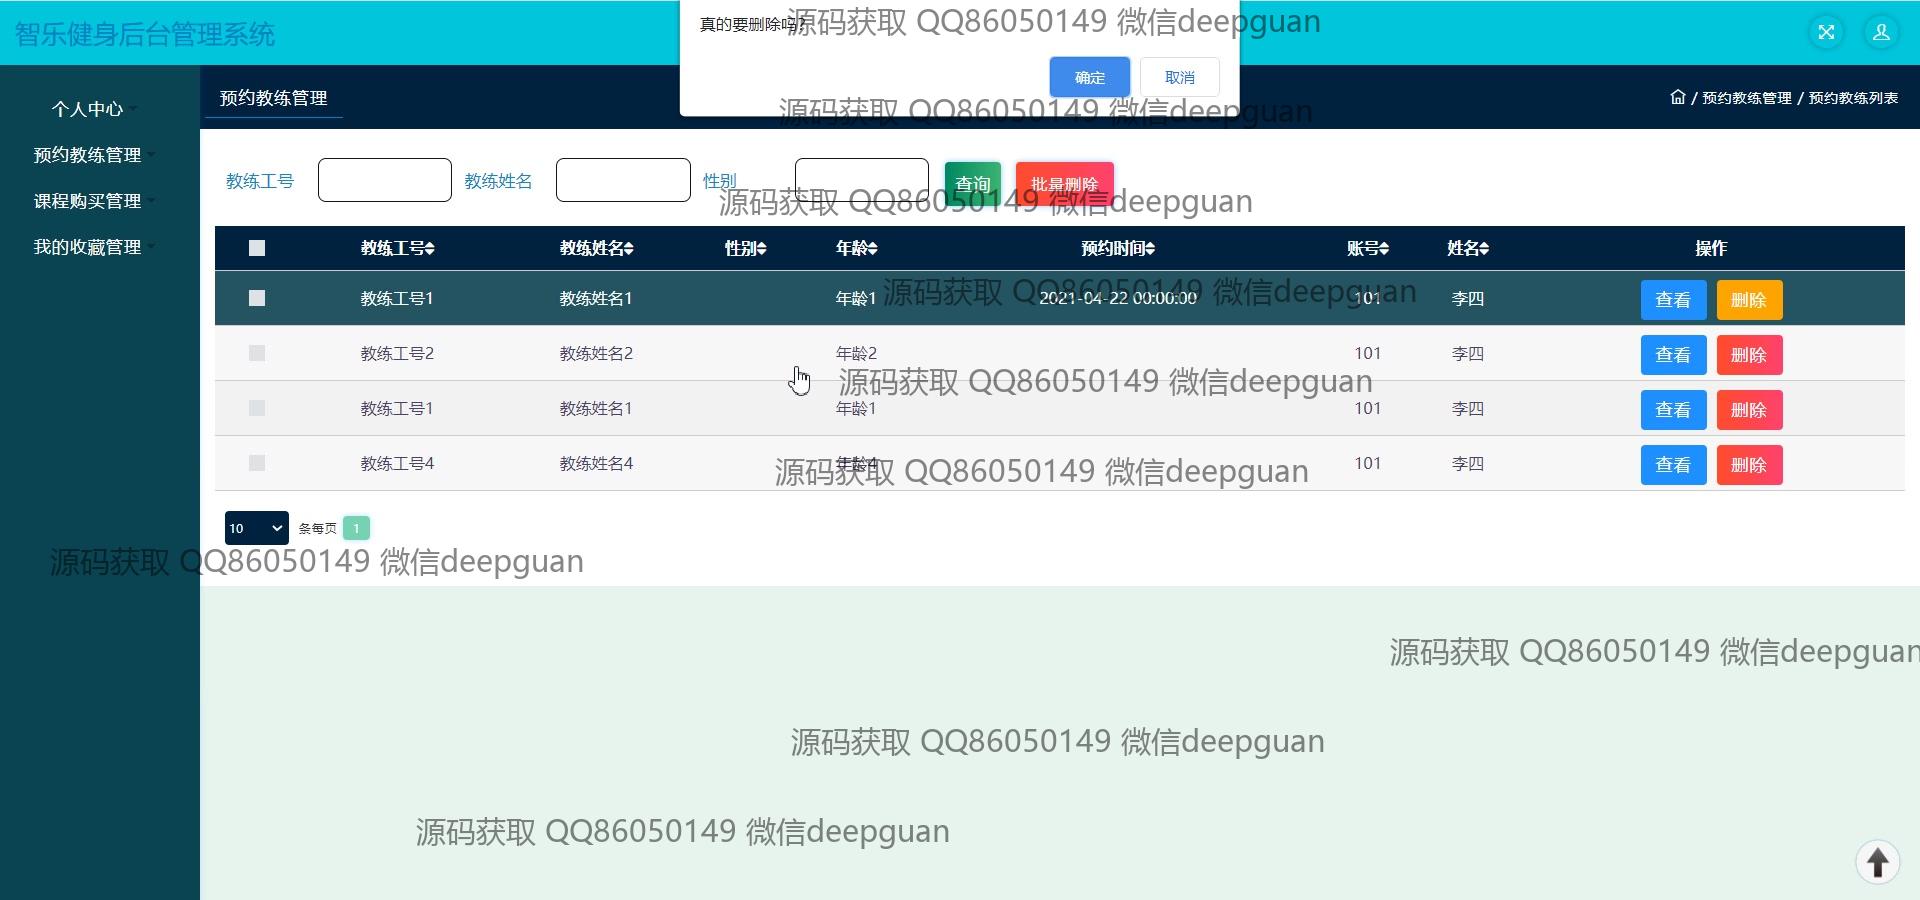 智乐健身后台管理系统
真的要删除吗?
源码获取 QQ86050149 微信deepguan
确定 取消
个人中心
预约教练管理
课程购买管理
我的收藏管理
预约教练管理
/ 预约教练管理 / 预约教练列表
源码获取 QQ86050149 微信deepguan
教练工号 教练姓名 性别 查询 批量删除
源码获取 QQ86050149 微信deepguan
教练工号 教练姓名 性别 年龄 预约时间 账号 姓名 操作
教练工号1 教练姓名1 年龄1 2021-04-22 00:00:00 101 李四 查看 删除
源码获取 QQ86050149 微信deepguan
教练工号2 教练姓名2 年龄2 101 李四 查看 删除
源码获取 QQ86050149 微信deepguan
教练工号1 教练姓名1 年龄1 101 李四 查看 删除
教练工号4 教练姓名4 年龄4 101 李四 查看 删除
源码获取 QQ86050149 微信deepguan
10 条每页 1
源码获取 QQ86050149 微信deepguan
源码获取 QQ86050149 微信deepguan
源码获取 QQ86050149 微信deepguan
源码获取 QQ86050149 微信deepguan